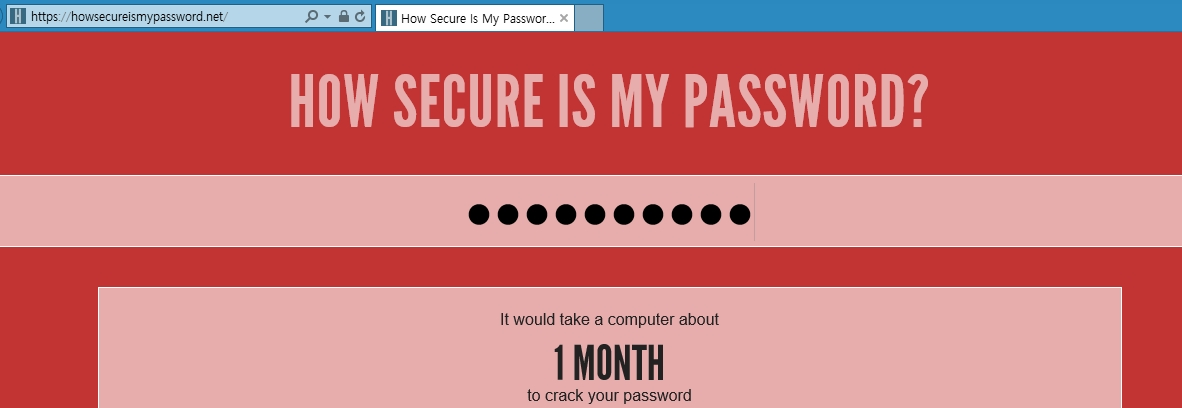 https://howsecureismypassword.net/
How Secure Is My Passwor...
HOW SECURE IS MY PASSWORD?
●●●●●●●●●●
It would take a computer about
1 MONTH
to crack your password